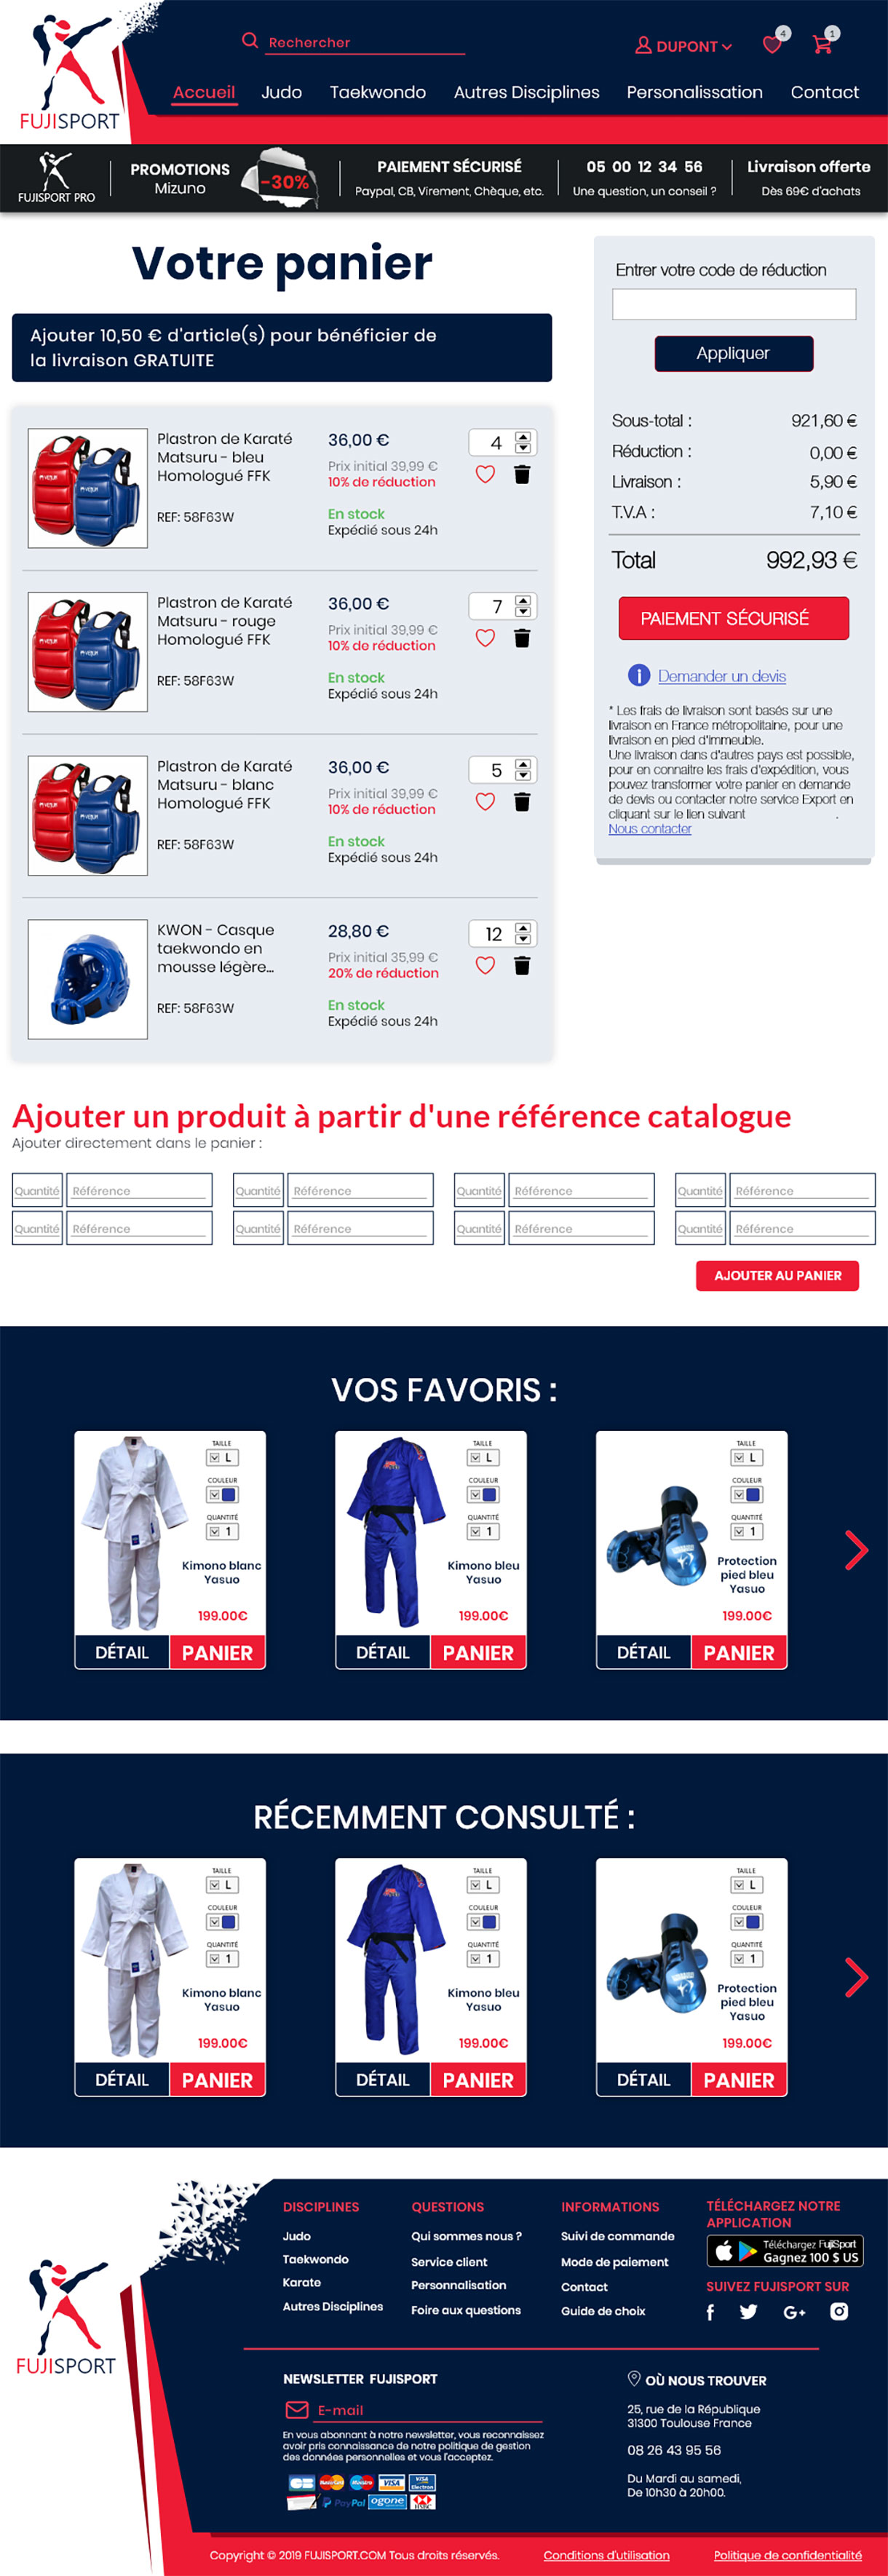 Rechercher
DUPONT
4
1
Accueil
Judo
Taekwondo
Autres Disciplines
Personalissation
Contact
FUJISPORT
FUJISPORT PRO
PROMOTIONS
Mizuno
-30%
PAIEMENT SÉCURISÉ
Paypal, CB, Virement, Chèque, etc.
05 00 12 34 56
Une question, un conseil ?
Livraison offerte
Dès 69€ d'achats
Votre panier
Ajouter 10,50 € d'article(s) pour bénéficier de
la livraison GRATUITE
Plastron de Karaté
Matsuru - bleu
Homologué FFK
REF: 58F63W
36,00 €
Prix initial 39,99 €
10% de réduction
En stock
Expédié sous 24h
4
Plastron de Karaté
Matsuru - rouge
Homologué FFK
REF: 58F63W
36,00 €
Prix initial 39,99 €
10% de réduction
En stock
Expédié sous 24h
7
Plastron de Karaté
Matsuru - blanc
Homologué FFK
REF: 58F63W
36,00 €
Prix initial 39,99 €
10% de réduction
En stock
Expédié sous 24h
5
KWON - Casque
taekwondo en
mousse légère...
REF: 58F63W
28,80 €
Prix initial 35,99 €
20% de réduction
En stock
Expédié sous 24h
12
Entrer votre code de réduction
Appliquer
Sous-total : 921,60 €
Réduction : 0,00 €
Livraison : 5,90 €
T.V.A : 7,10 €
Total 992,93 €
PAIEMENT SÉCURISÉ
i Demander un devis
* Les frais de livraison sont basés sur une
livraison en France métropolitaine, pour une
livraison en pied d'immeuble.
Une livraison dans d'autres pays est possible,
pour en connaitre les frais d'expédition, vous
pouvez transformer votre panier en demande
de devis ou contacter notre service Export en
cliquant sur le lien suivant .
Nous contacter
Ajouter un produit à partir d'une référence catalogue
Ajouter directement dans le panier :
Quantité Référence Quantité Référence Quantité Référence Quantité Référence
Quantité Référence Quantité Référence Quantité Référence Quantité Référence
AJOUTER AU PANIER
VOS FAVORIS :
TAILLE
L
COULEUR
QUANTITÉ
1
Kimono blanc
Yasuo
199.00€
DÉTAIL PANIER
TAILLE
L
COULEUR
QUANTITÉ
1
Kimono bleu
Yasuo
199.00€
DÉTAIL PANIER
TAILLE
L
COULEUR
QUANTITÉ
1
Protection
pied bleu
Yasuo
199.00€
DÉTAIL PANIER
RÉCEMMENT CONSULTÉ :
TAILLE
L
COULEUR
QUANTITÉ
1
Kimono blanc
Yasuo
199.00€
DÉTAIL PANIER
TAILLE
L
COULEUR
QUANTITÉ
1
Kimono bleu
Yasuo
199.00€
DÉTAIL PANIER
TAILLE
L
COULEUR
QUANTITÉ
1
Protection
pied bleu
Yasuo
199.00€
DÉTAIL PANIER
FUJISPORT
DISCIPLINES
Judo
Taekwondo
Karate
Autres Disciplines
QUESTIONS
Qui sommes nous ?
Service client
Personnalisation
Foire aux questions
INFORMATIONS
Suivi de commande
Mode de paiement
Contact
Guide de choix
TÉLÉCHARGEZ NOTRE
APPLICATION
Téléchargez FujiSport
Gagnez 100 $ US
SUIVEZ FUJISPORT SUR
NEWSLETTER FUJISPORT
E-mail
En vous abonnant à notre newsletter, vous reconnaissez
avoir pris connaissance de notre politique de gestion
des données personnelles et vous l'acceptez.
CB MasterCard Maestro VISA VISA Electron
PayPal ogone HSBC
OÙ NOUS TROUVER
25, rue de la République
31300 Toulouse France
08 26 43 95 56
Du Mardi au samedi,
De 10h30 à 20h00.
Copyright © 2019 FUJISPORT.COM Tous droits réservés.
Conditions d'utilisation
Politique de confidentialité